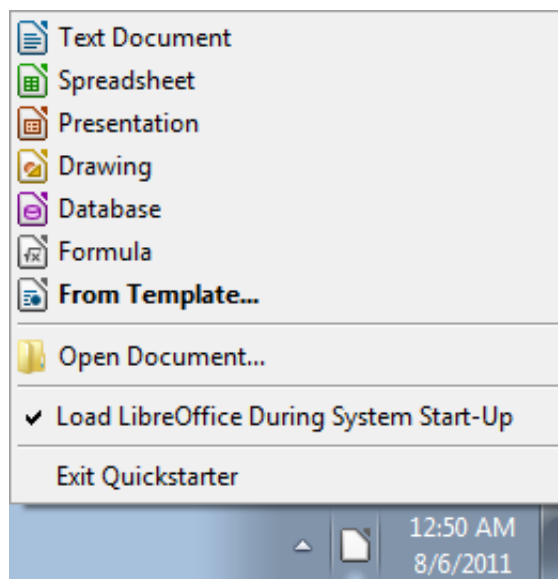 Text Document
Spreadsheet
Presentation
Drawing
Database
Formula
From Template...
Open Document...
Load LibreOffice During System Start-Up
Exit Quickstarter
12:50 AM
8/6/2011